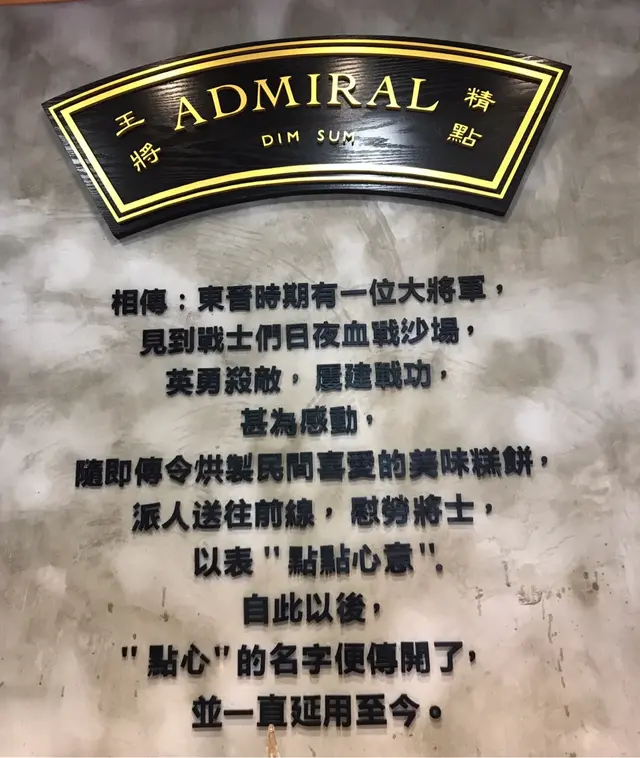 ADMIRAL
王將
DIM SUM
精點
相傳：東晉時期有一位大將軍，
見到戰士們日夜血戰沙場，
英勇殺敵，屢建戰功，
甚為感動，
隨即傳令烘製民間喜愛的美味糕餅，
派人送往前線，慰勞將士，
以表"點點心意".
自此以後，
"點心"的名字便傳開了，
並一直延用至今。